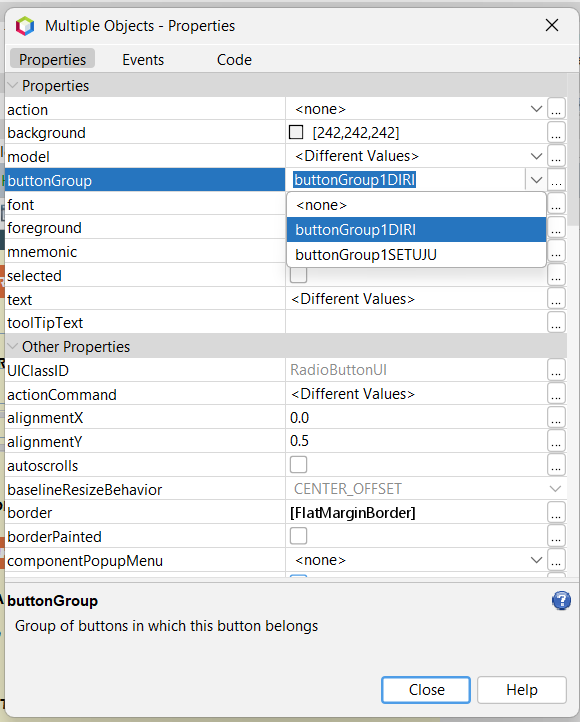 Multiple Objects - Properties
Properties Events Code
Properties
action <none> ...
background [242,242,242] ...
model <Different Values> ...
buttonGroup buttonGroup1DIRI ...
font ...
<none>
foreground ...
buttonGroup1DIRI
mnemonic ...
buttonGroup1SETUJU
selected ...
text <Different Values> ...
toolTipText ...
Other Properties
UIClassID RadioButtonUI ...
actionCommand <Different Values> ...
alignmentX 0.0 ...
alignmentY 0.5 ...
autoscrolls ...
baselineResizeBehavior CENTER_OFFSET
border [FlatMarginBorder] ...
borderPainted ...
componentPopupMenu <none> ...
buttonGroup
Group of buttons in which this button belongs
Close Help